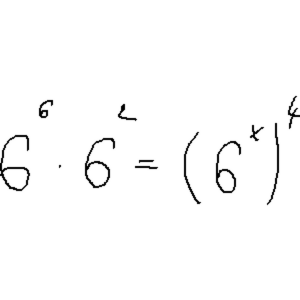 6⁶ · 6² = (6ˣ)⁴